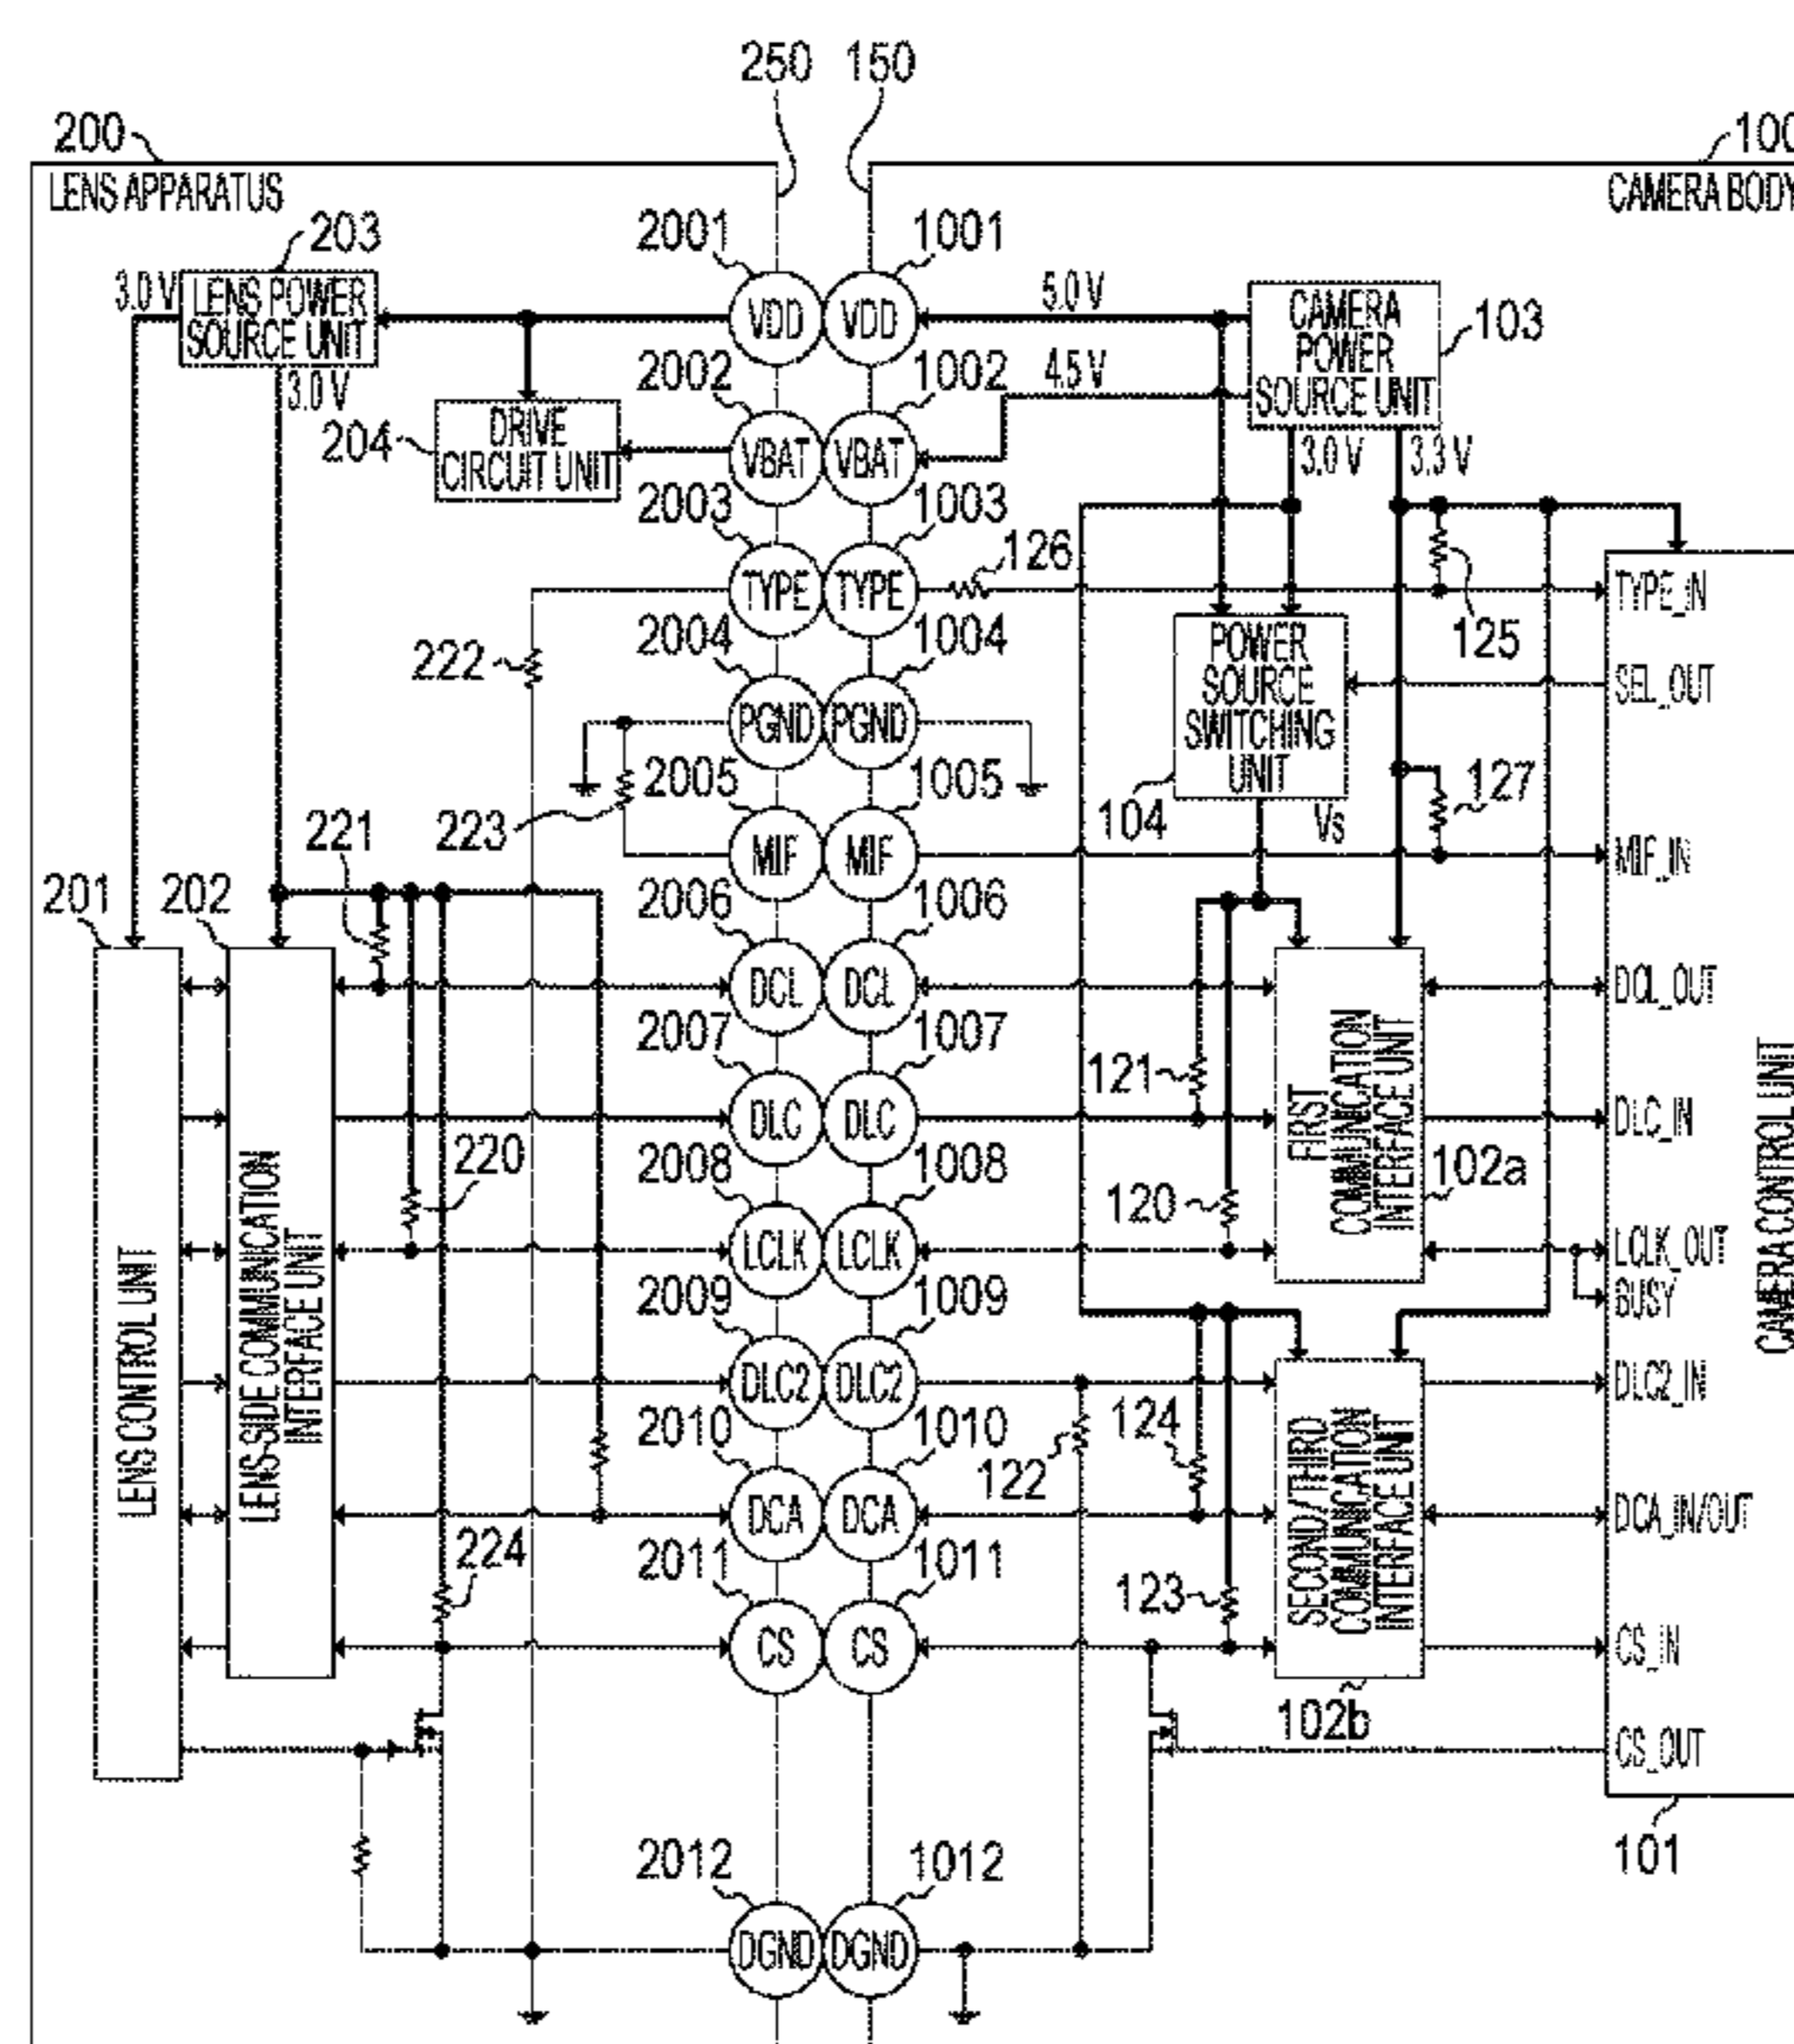 250 150
200
100
LENS APPARATUS
CAMERA BODY
203
2001
1001
3.0 V
LENS POWER
SOURCE UNIT
VDD
VDD
5.0 V
CAMERA
POWER
SOURCE UNIT
103
3.0 V
2002
1002
4.5 V
204
DRIVE
CIRCUIT UNIT
VBAT
VBAT
3.0 V
3.3 V
2003
1003
126
TYPE
TYPE
TYPE_IN
125
222
2004
1004
POWER
SOURCE
SWITCHING
UNIT
SEL_OUT
PGND
PGND
223
2005
1005
104
Vs
127
221
MIF
MIF
MIF_IN
201
202
2006
1006
DCL
DCL
DCL_OUT
2007
1007
121
FIRST
COMMUNICATION
INTERFACE UNIT
CAMERA CONTROL UNIT
DLC
DLC
DLC_IN
220
2008
1008
120
102a
LENS CONTROL UNIT
LENS-SIDE COMMUNICATION
INTERFACE UNIT
LCLK
LCLK
LCLK_OUT
BUSY
2009
1009
DLC2
DLC2
DLC2_IN
2010
1010
122
124
SECOND/THIRD
COMMUNICATION
INTERFACE UNIT
DCA
DCA
DCA_IN/OUT
224
2011
1011
123
CS
CS
CS_IN
102b
CS_OUT
101
2012
1012
DGND
DGND